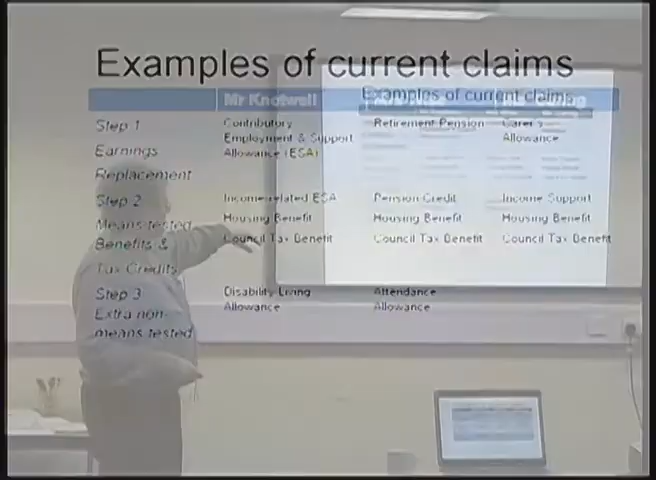 Examples of current claims
Mr Knotwell
Examples of current claims
Step 1
Earnings
Replacement
Contributory
Employment & Support
Allowance (ESA)
Retirement Pension
Carer's
Allowance
Step 2
Means tested
Benefits &
Tax Credits
Income related ESA
Housing Benefit
Council Tax Benefit
Pension Credit
Housing Benefit
Council Tax Benefit
Income Support
Housing Benefit
Council Tax Benefit
Step 3
Extra non-
means tested
Disability Living
Allowance
Attendance
Allowance